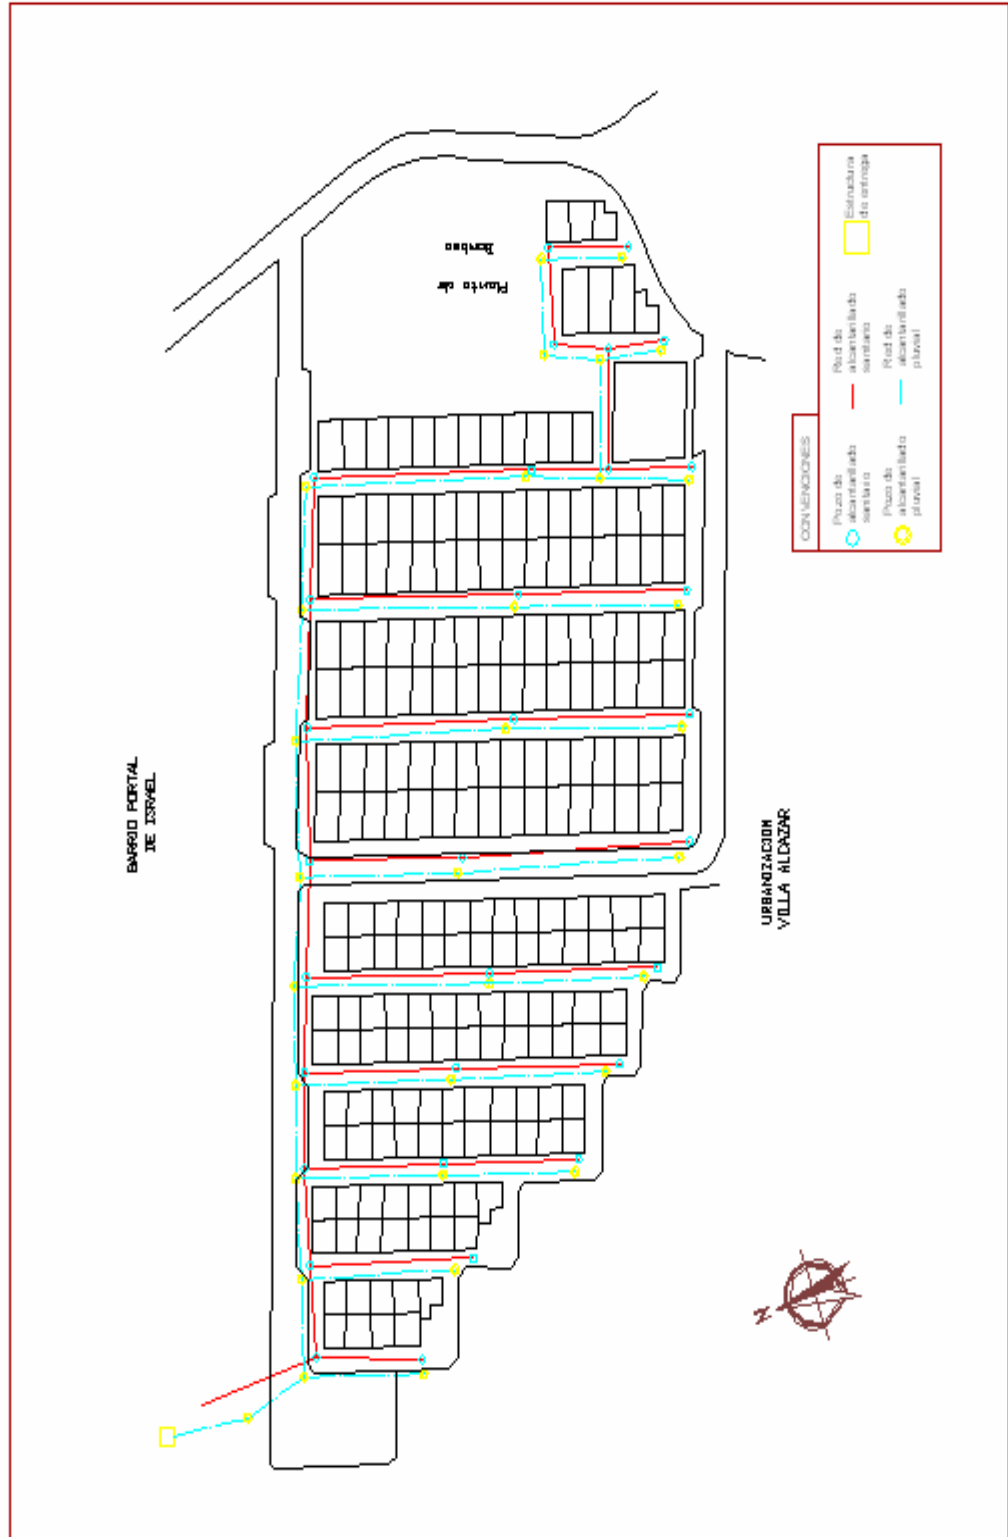 Planta de
Bombeo
BARRIO PORTAL
DE ISRAEL
URBANIZACION
VILLA ALCAZAR
CONVENCIONES
Pozo de
alcantarillado
sanitario
Red de
alcantarillado
sanitario
Estructura
de entrega
Pozo de
alcantarillado
pluvial
Red de
alcantarillado
pluvial
N